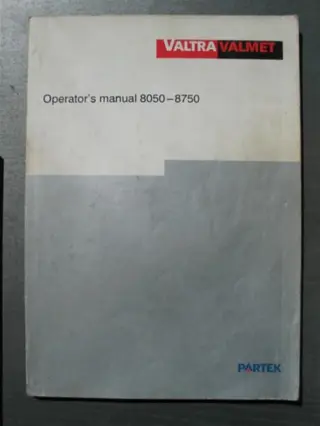 VALTRA VALMET
Operator's manual 8050–8750
PARTEK